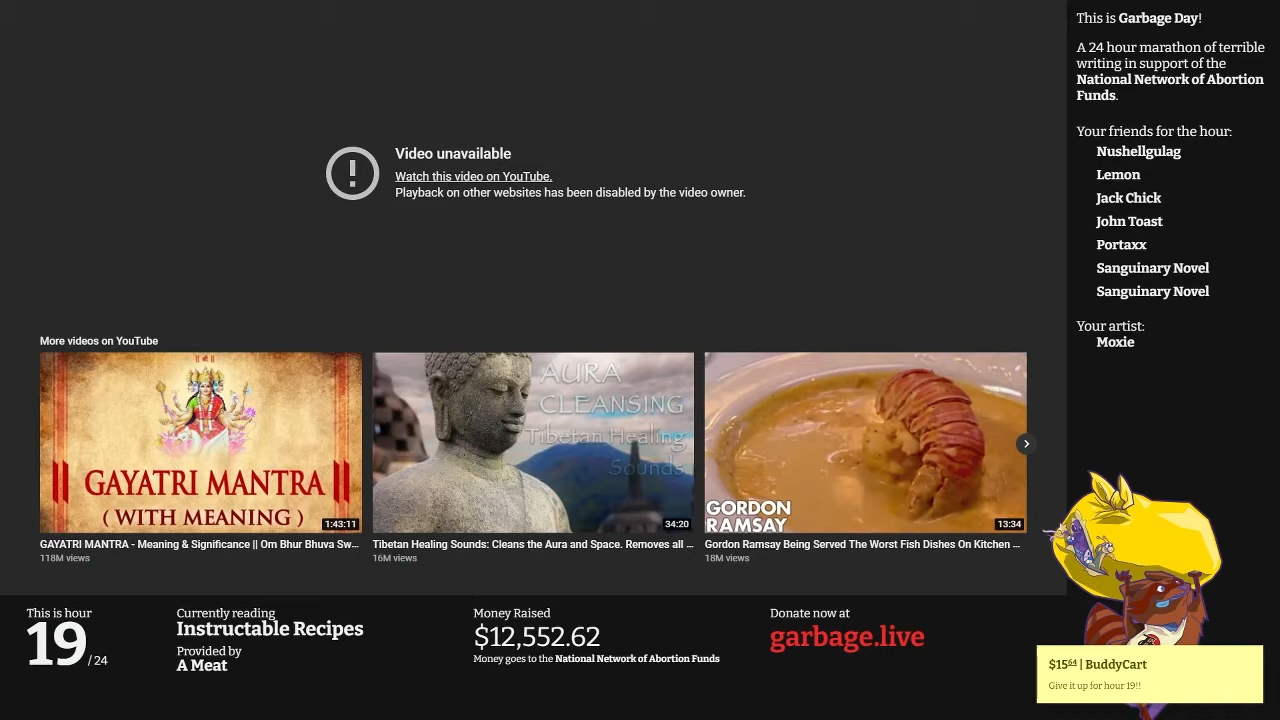 Video unavailable
Watch this video on YouTube.
Playback on other websites has been disabled by the video owner.
More videos on YouTube
GAYATRI MANTRA
( WITH MEANING )
1:43:11
GAYATRI MANTRA - Meaning & Significance || Om Bhur Bhuva Sw...
118M views
AURA
CLEANSING
Tibetan Healing
Sounds
34:20
Tibetan Healing Sounds: Cleans the Aura and Space. Removes all ...
16M views
GORDON
RAMSAY
13:34
Gordon Ramsay Being Served The Worst Fish Dishes On Kitchen ...
18M views
This is Garbage Day!
A 24 hour marathon of terrible
writing in support of the
National Network of Abortion
Funds.
Your friends for the hour:
Nushellgulag
Lemon
Jack Chick
John Toast
Portaxx
Sanguinary Novel
Sanguinary Novel
Your artist:
Moxie
This is hour
19/24
Currently reading
Instructable Recipes
Provided by
A Meat
Money Raised
$12,552.62
Money goes to the National Network of Abortion Funds
Donate now at
garbage.live
$15.64 | BuddyCart
Give it up for hour 19!!